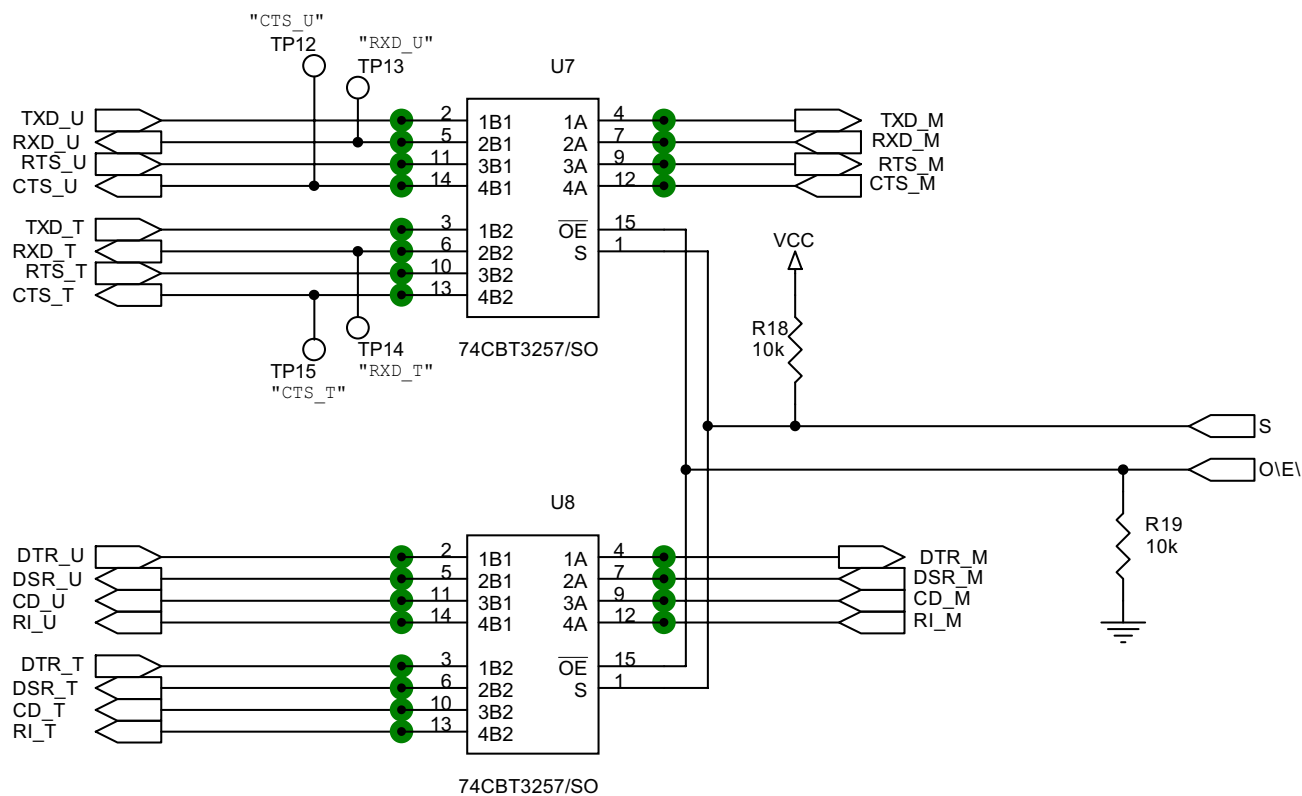 "CTS_U"
TP12
"RXD_U"
TP13
U7
TXD_U 2 1B1 1A 4 TXD_M
RXD_U 5 2B1 2A 7 RXD_M
RTS_U 11 3B1 3A 9 RTS_M
CTS_U 14 4B1 4A 12 CTS_M
TXD_T 3 1B2 OE 15
RXD_T 6 2B2 S 1
RTS_T 10 3B2
CTS_T 13 4B2
VCC
R18
10k
74CBT3257/SO
TP14
"RXD_T"
TP15
"CTS_T"
S
O\E\
U8
R19
10k
DTR_U 2 1B1 1A 4 DTR_M
DSR_U 5 2B1 2A 7 DSR_M
CD_U 11 3B1 3A 9 CD_M
RI_U 14 4B1 4A 12 RI_M
DTR_T 3 1B2 OE 15
DSR_T 6 2B2 S 1
CD_T 10 3B2
RI_T 13 4B2
74CBT3257/SO